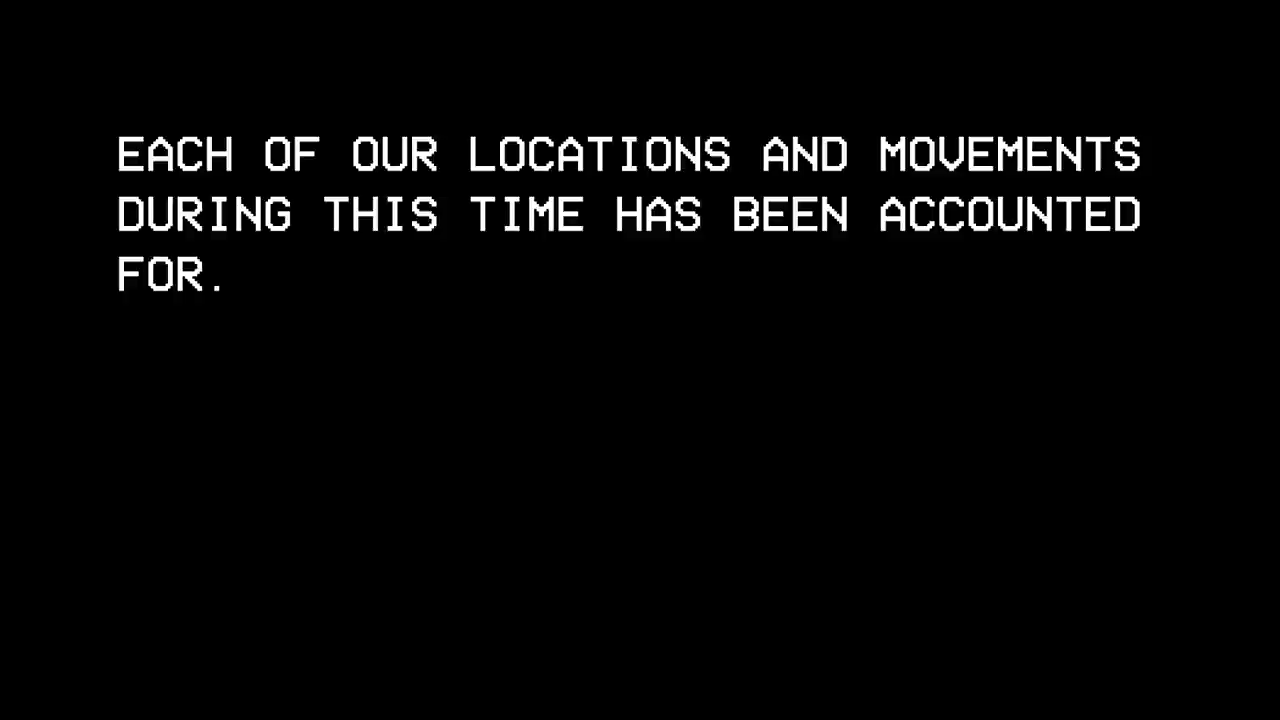 EACH OF OUR LOCATIONS AND MOVEMENTS
DURING THIS TIME HAS BEEN ACCOUNTED
FOR.